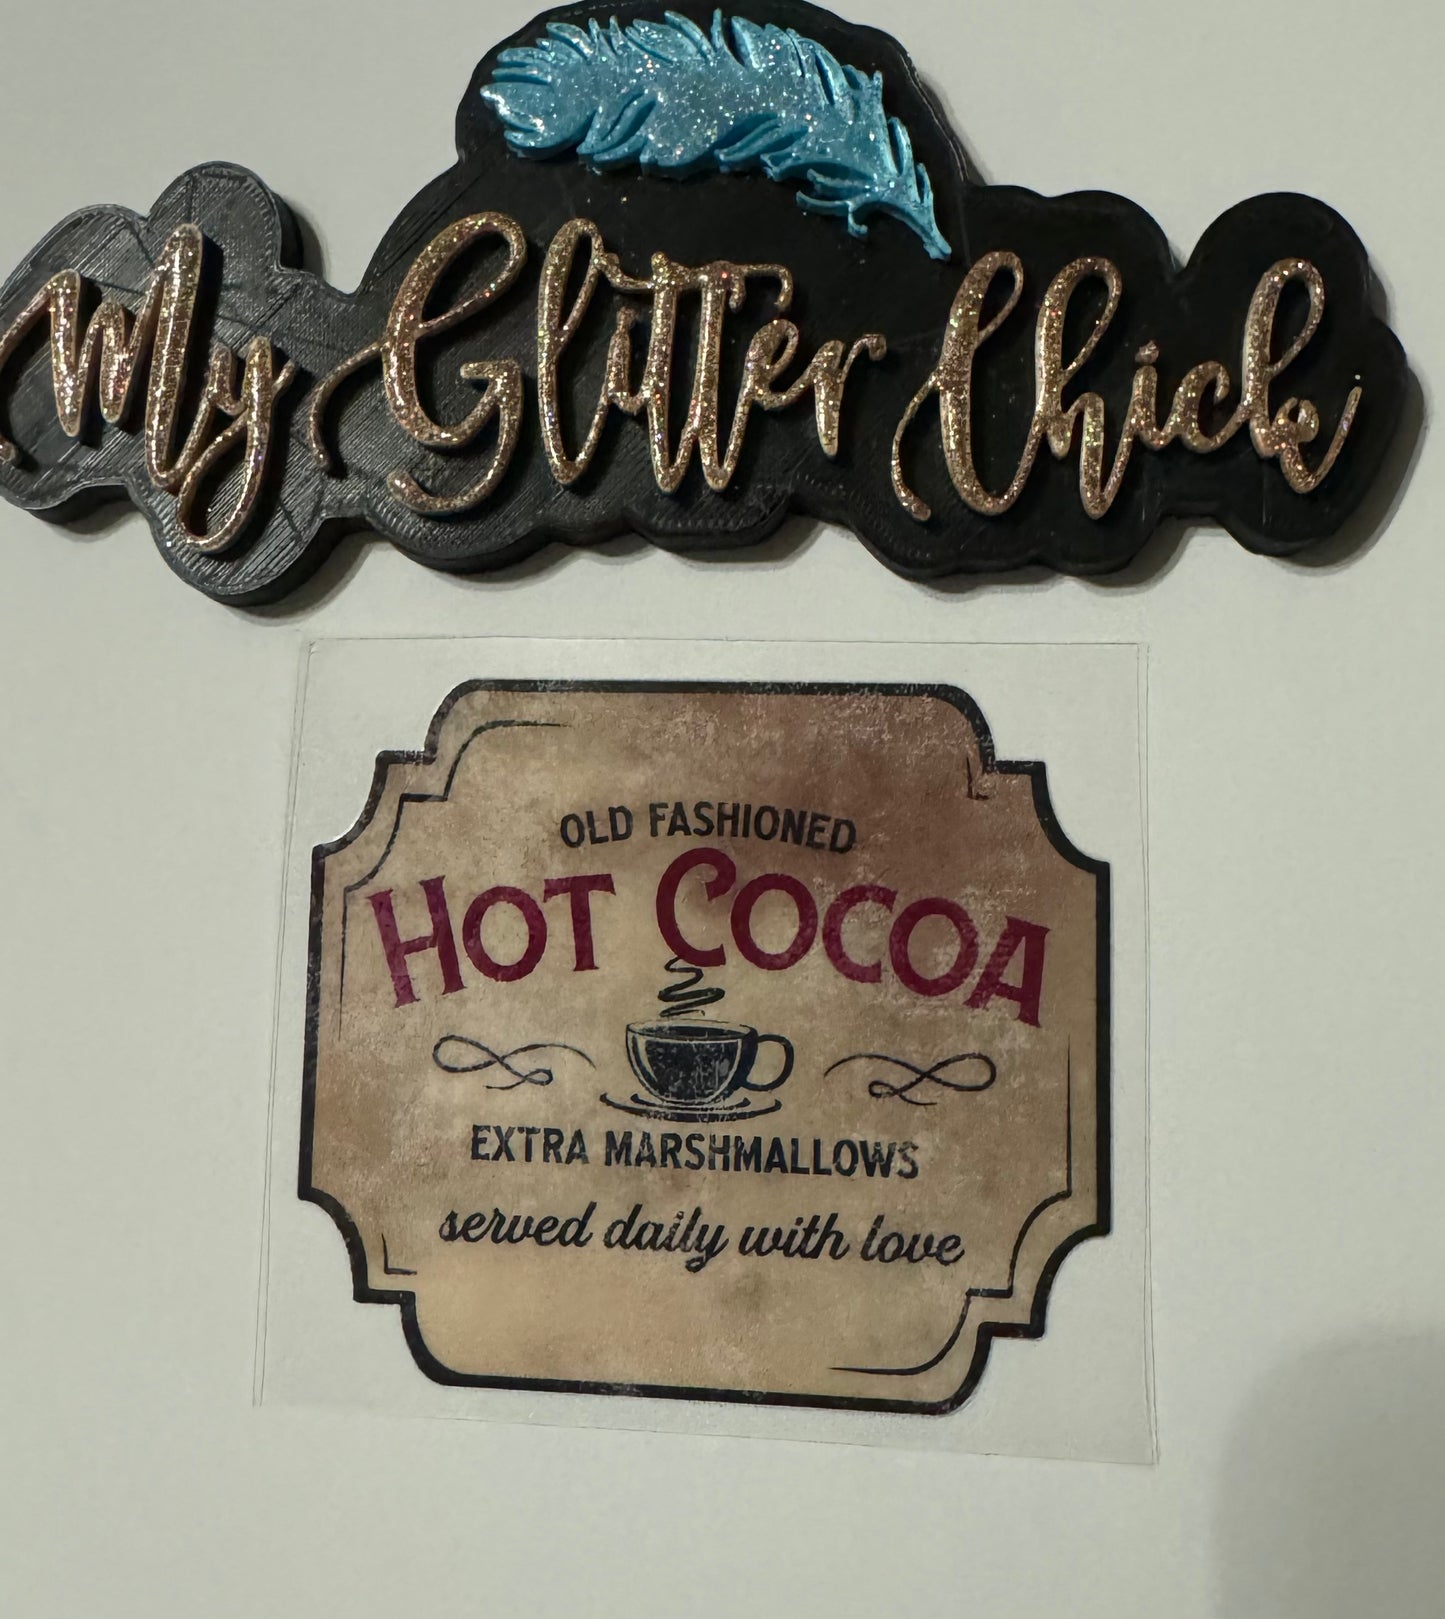 My Glitter Chick
OLD FASHIONED
HOT COCOA
EXTRA MARSHMALLOWS
served daily with love